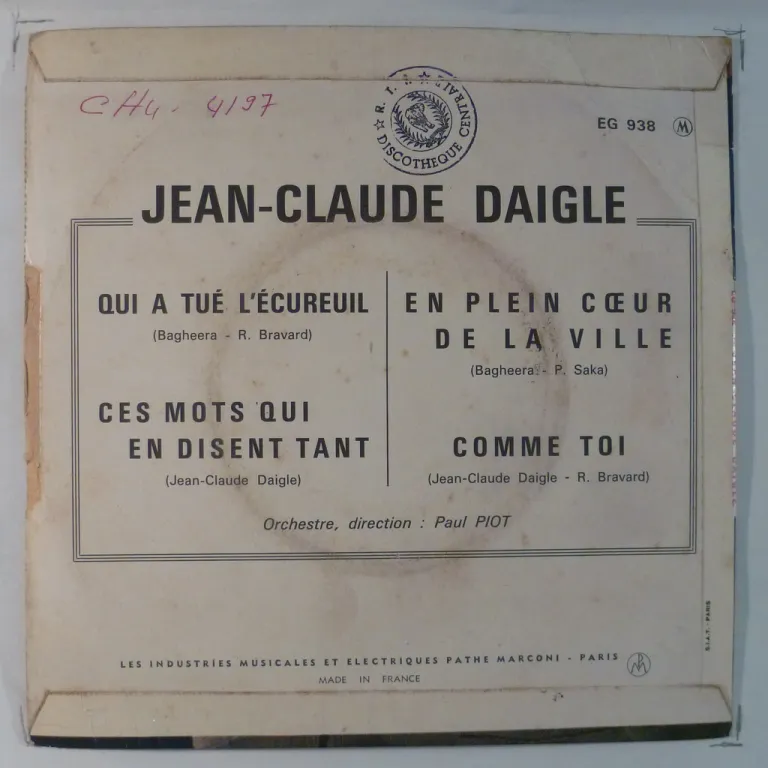 CHy. 4197
R. T.
DISCOTHEQUE CENTRALE
EG 938 M
JEAN-CLAUDE DAIGLE
QUI A TUÉ L'ÉCUREUIL
(Bagheera - R. Bravard)
CES MOTS QUI
EN DISENT TANT
(Jean-Claude Daigle)
EN PLEIN CŒUR
DE LA VILLE
(Bagheera - P. Saka)
COMME TOI
(Jean-Claude Daigle - R. Bravard)
Orchestre, direction : Paul PIOT
S.I.A.T. - PARIS
LES INDUSTRIES MUSICALES ET ELECTRIQUES PATHE MARCONI - PARIS
MADE IN FRANCE